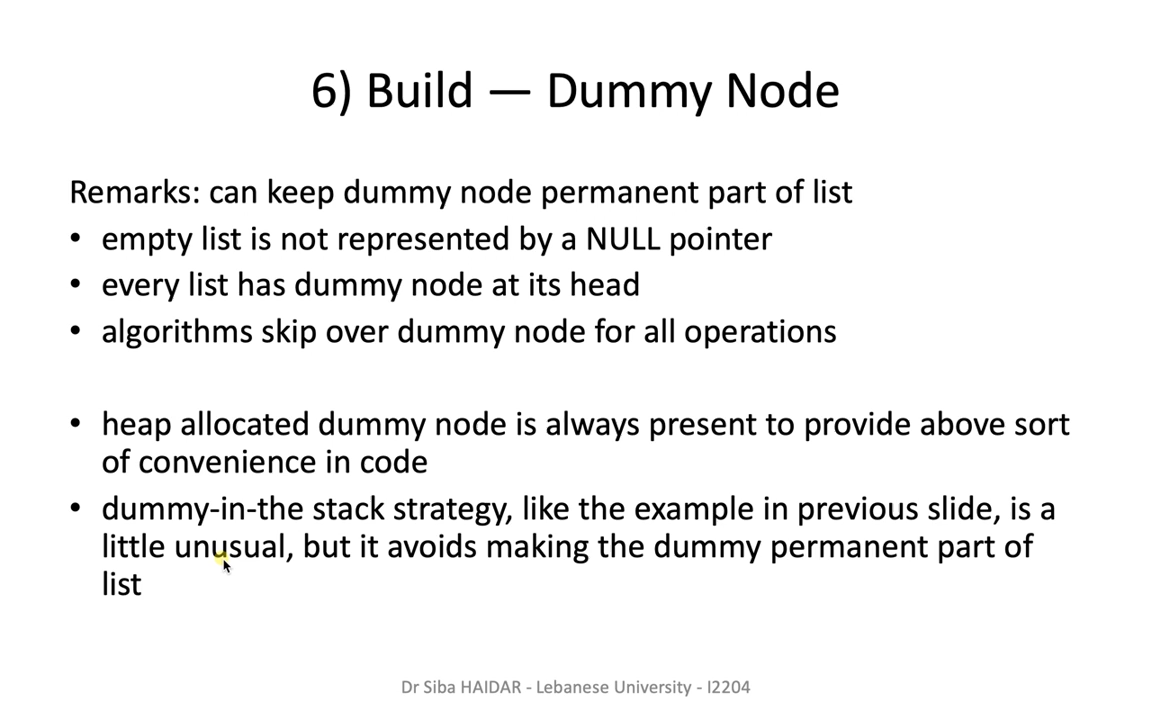 6) Build — Dummy Node
Remarks: can keep dummy node permanent part of list
• empty list is not represented by a NULL pointer
• every list has dummy node at its head
• algorithms skip over dummy node for all operations
• heap allocated dummy node is always present to provide above sort
of convenience in code
• dummy-in-the stack strategy, like the example in previous slide, is a
little unusual, but it avoids making the dummy permanent part of
list
Dr Siba HAIDAR - Lebanese University - I2204